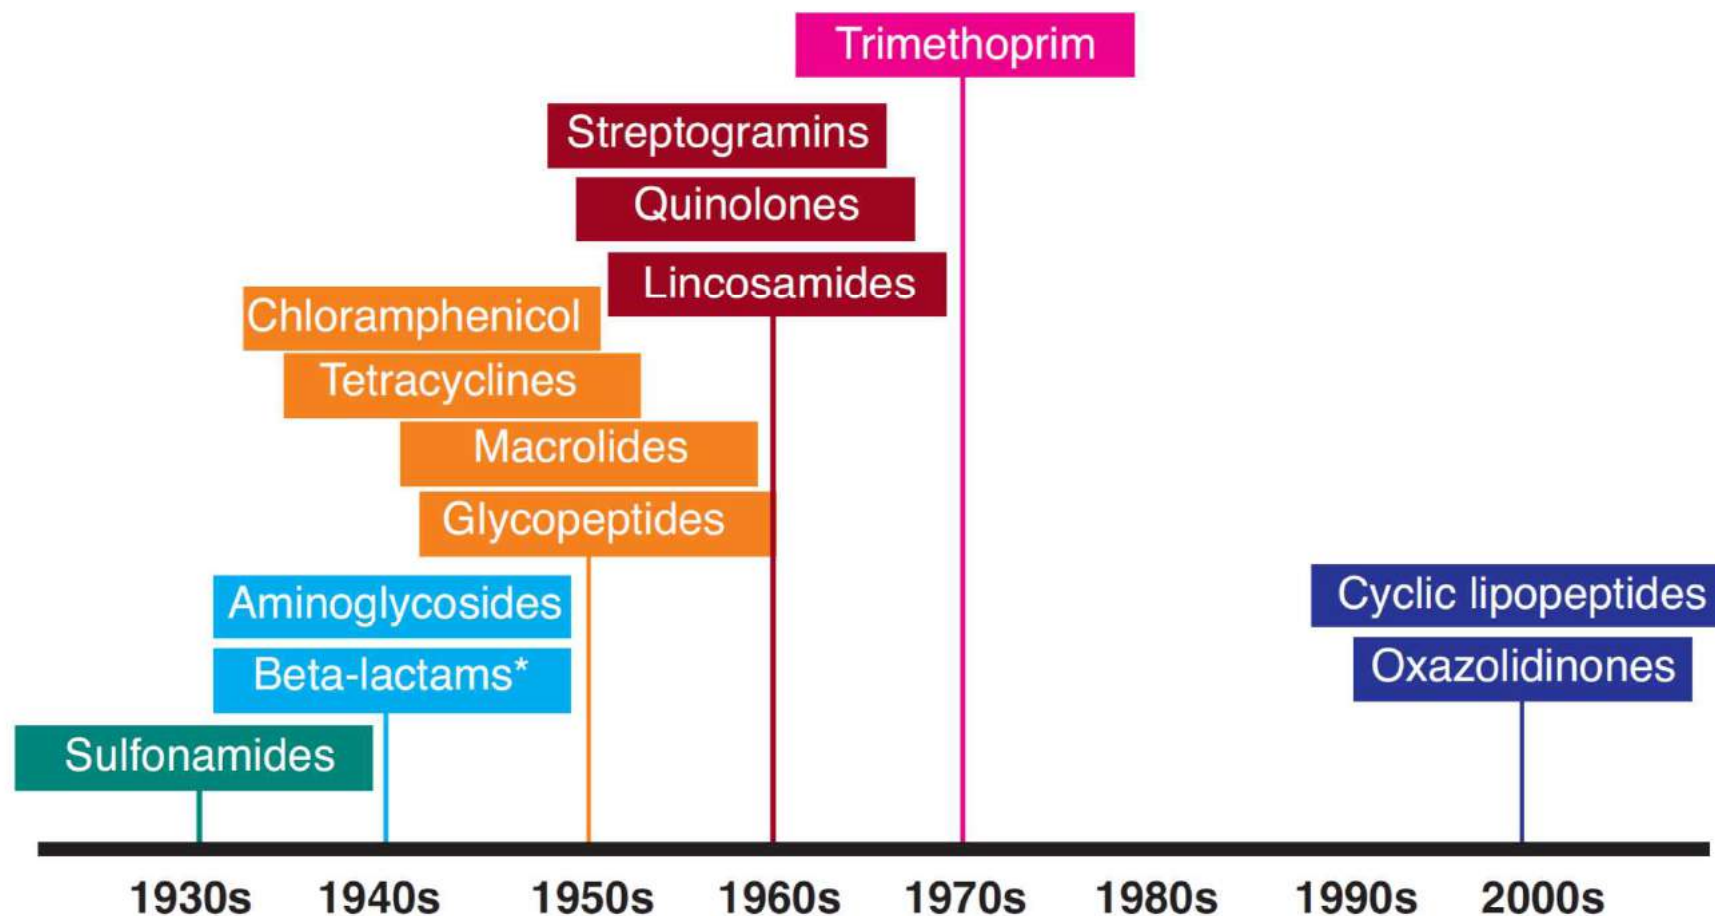 Trimethoprim
Streptogramins
Quinolones
Lincosamides
Chloramphenicol
Tetracyclines
Macrolides
Glycopeptides
Aminoglycosides
Beta-lactams*
Sulfonamides
Cyclic lipopeptides
Oxazolidinones
1930s 1940s 1950s 1960s 1970s 1980s 1990s 2000s